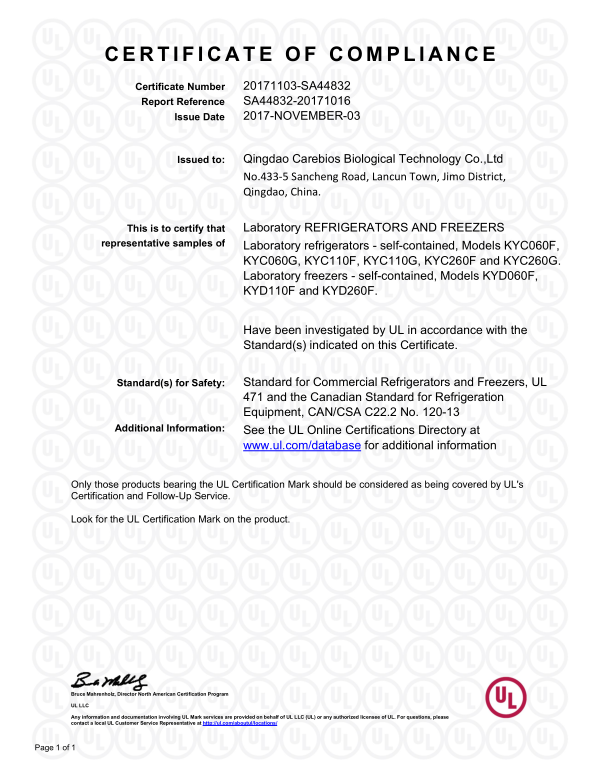 CERTIFICATE OF COMPLIANCE
Certificate Number 20171103-SA44832
Report Reference SA44832-20171016
Issue Date 2017-NOVEMBER-03
Issued to: Qingdao Carebios Biological Technology Co.,Ltd
No.433-5 Sancheng Road, Lancun Town, Jimo District,
Qingdao, China.
This is to certify that Laboratory REFRIGERATORS AND FREEZERS
representative samples of Laboratory refrigerators - self-contained, Models KYC060F,
KYC060G, KYC110F, KYC110G, KYC260F and KYC260G.
Laboratory freezers - self-contained, Models KYD060F,
KYD110F and KYD260F.
Have been investigated by UL in accordance with the
Standard(s) indicated on this Certificate.
Standard(s) for Safety: Standard for Commercial Refrigerators and Freezers, UL
471 and the Canadian Standard for Refrigeration
Equipment, CAN/CSA C22.2 No. 120-13
Additional Information: See the UL Online Certifications Directory at
www.ul.com/database for additional information
Only those products bearing the UL Certification Mark should be considered as being covered by UL's
Certification and Follow-Up Service.
Look for the UL Certification Mark on the product.
Bruce Mahrenholz, Director North American Certification Program
UL LLC
Any information and documentation involving UL Mark services are provided on behalf of UL LLC (UL) or any authorized licensee of UL. For questions, please
contact a local UL Customer Service Representative at http://ul.com/aboutul/locations/
UL
Page 1 of 1